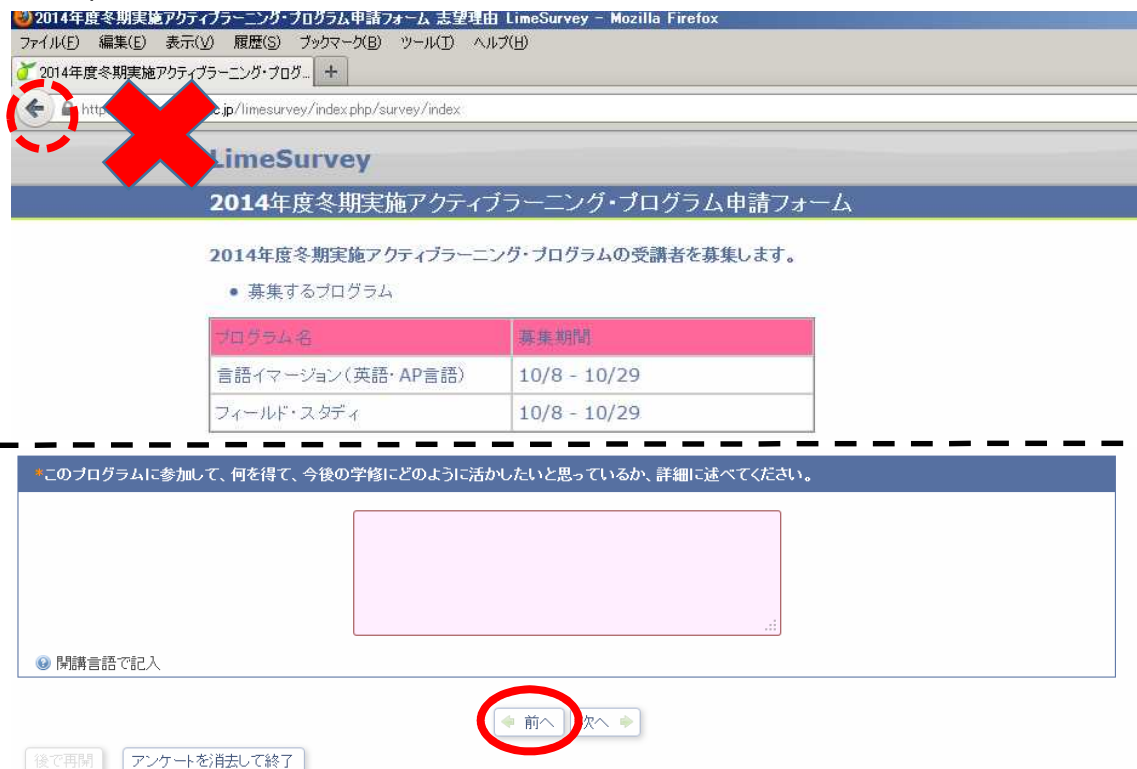 2014年度冬期実施アクティブラーニング・プログラム申請フォーム 志望理由 LimeSurvey - Mozilla Firefox
ファイル(F) 編集(E) 表示(V) 履歴(S) ブックマーク(B) ツール(T) ヘルプ(H)
2014年度冬期実施アクティブラーニング・プログ... +
http c.jp/limesurvey/index.php/survey/index
LimeSurvey
2014年度冬期実施アクティブラーニング・プログラム申請フォーム
2014年度冬期実施アクティブラーニング・プログラムの受講者を募集します。
• 募集するプログラム
プログラム名 募集期間
言語イマージョン(英語・AP言語) 10/8 - 10/29
フィールド・スタディ 10/8 - 10/29
*このプログラムに参加して、何を得て、今後の学修にどのように活かしたいと思っているか、詳細に述べてください。
開講言語で記入
前へ 次へ
後で再開 アンケートを消去して終了